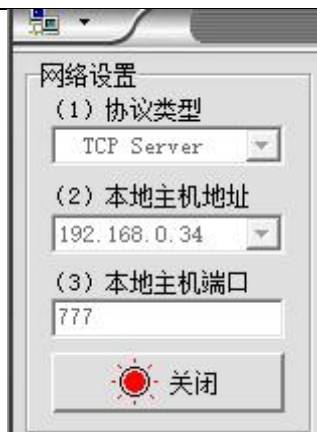 网络设置
(1) 协议类型
TCP Server
(2) 本地主机地址
192.168.0.34
(3) 本地主机端口
777
关闭